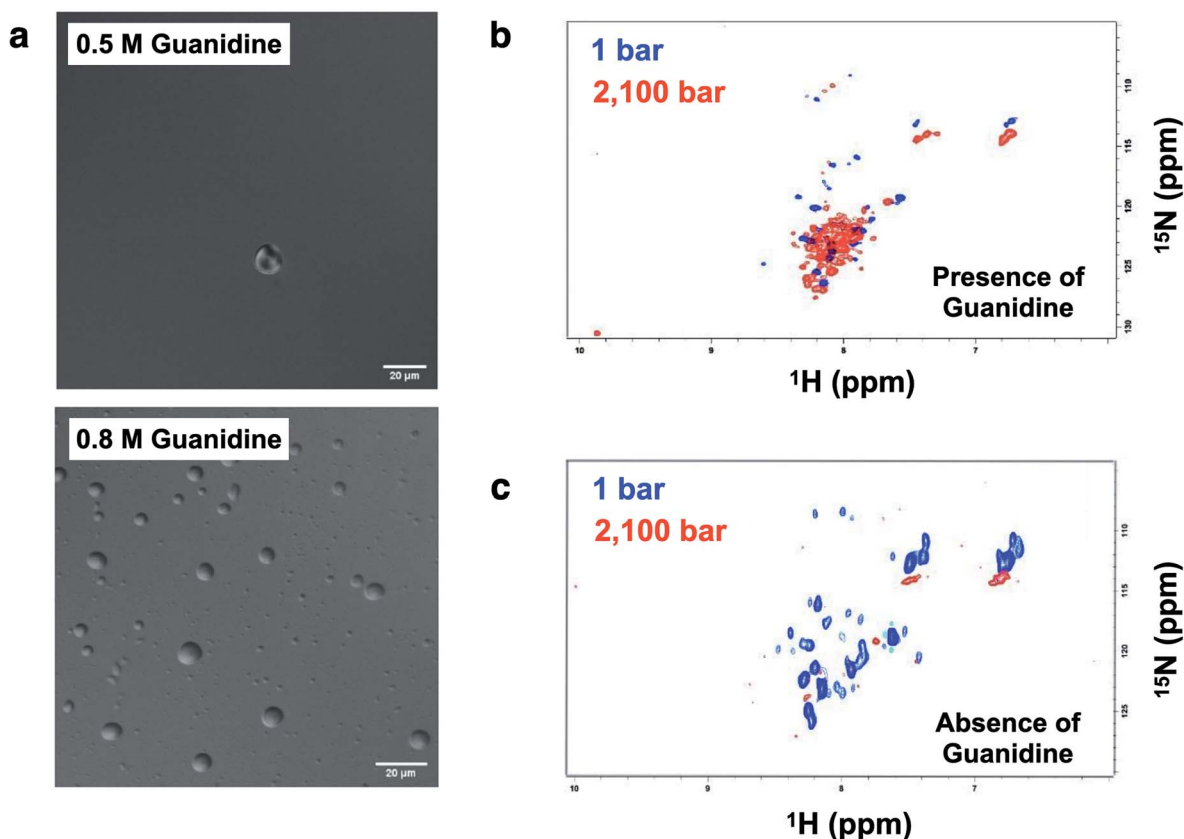 a
0.5 M Guanidine
20 µm
0.8 M Guanidine
20 µm
b
1 bar
2,100 bar
Presence of
Guanidine
110
115
120
125
130
15N (ppm)
10 9 8 7
1H (ppm)
c
1 bar
2,100 bar
Absence of
Guanidine
110
115
120
125
15N (ppm)
10 9 8 7
1H (ppm)